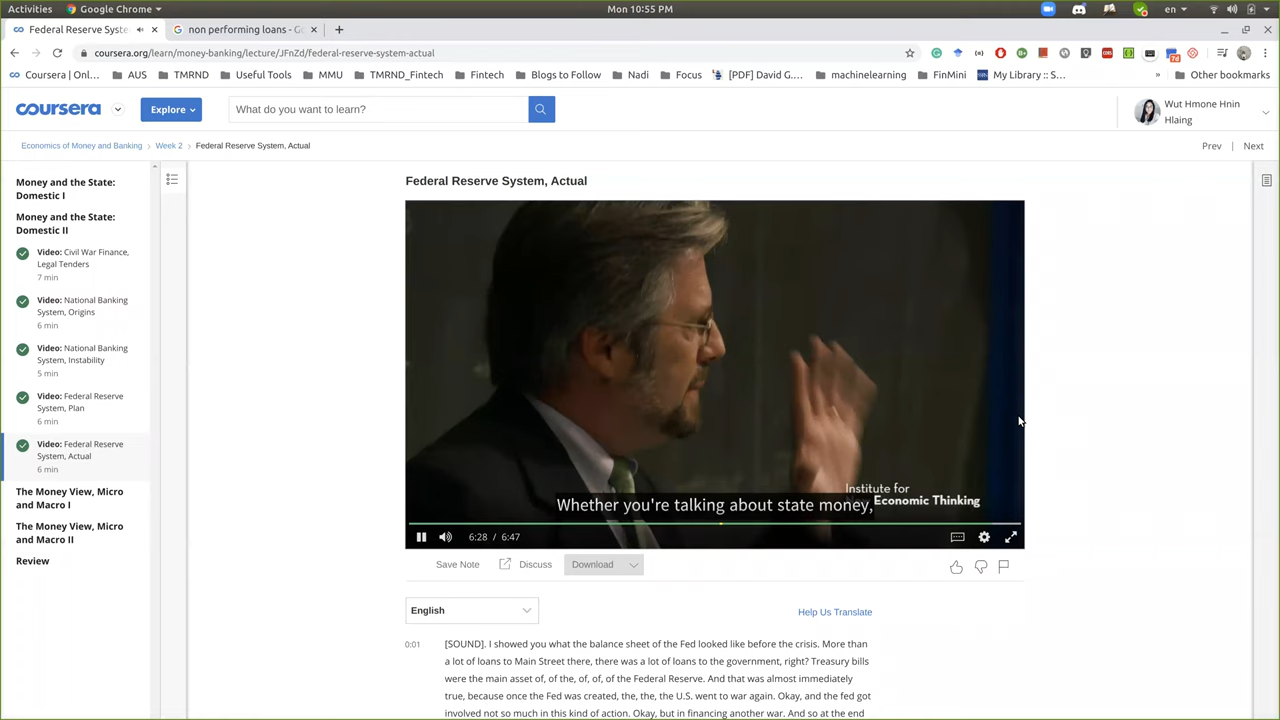 Activities
Google Chrome
Mon 10:55 PM
en
Federal Reserve Syste
non performing loans - Go
coursera.org/learn/money-banking/lecture/JFnZd/federal-reserve-system-actual
Coursera | Onl...
AUS
TMRND
Useful Tools
MMU
TMRND_Fintech
Fintech
Blogs to Follow
Nadi
Focus
[PDF] David G....
machinelearning
FinMini
My Library :: S...
»
Other bookmarks
coursera
Explore
What do you want to learn?
Wut Hmone Hnin
Hlaing
Economics of Money and Banking
Week 2
Federal Reserve System, Actual
Prev
Next
Money and the State:
Domestic I
Money and the State:
Domestic II
Video: Civil War Finance,
Legal Tenders
7 min
Video: National Banking
System, Origins
6 min
Video: National Banking
System, Instability
5 min
Video: Federal Reserve
System, Plan
6 min
Video: Federal Reserve
System, Actual
6 min
The Money View, Micro
and Macro I
The Money View, Micro
and Macro II
Review
Federal Reserve System, Actual
Institute for
Economic Thinking
Whether you're talking about state money,
6:28 / 6:47
Save Note
Discuss
Download
English
Help Us Translate
0:01
[SOUND]. I showed you what the balance sheet of the Fed looked like before the crisis. More than
a lot of loans to Main Street there, there was a lot of loans to the government, right? Treasury bills
were the main asset of, of the, of, of, of the Federal Reserve. And that was almost immediately
true, because once the Fed was created, the, the, the U.S. went to war again. Okay, and the fed got
involved not so much in this kind of action. Okay, but in financing another war. And so at the end